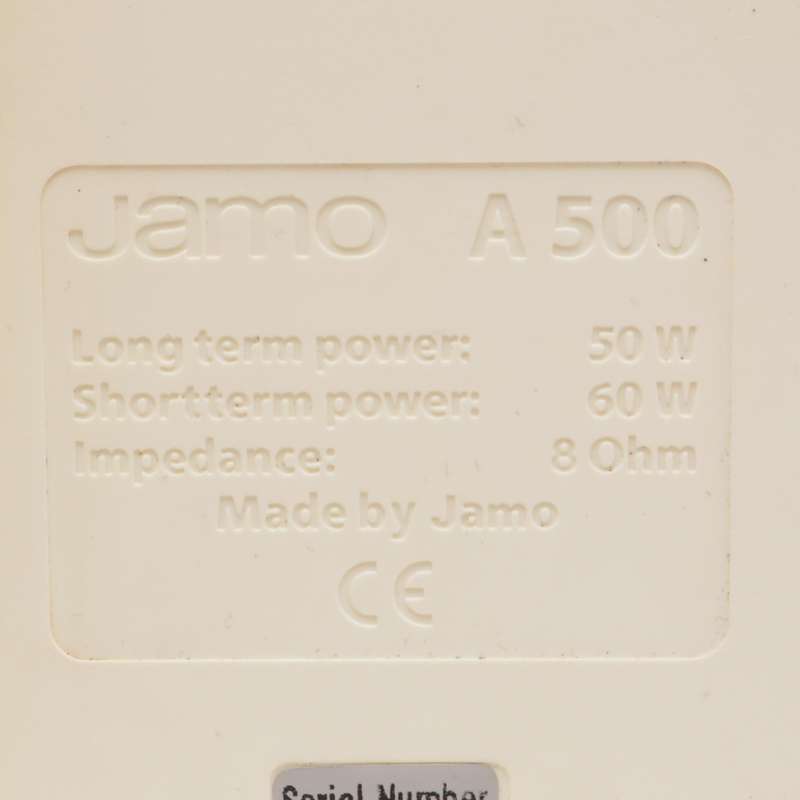 Jamo A 500
Long term power: 50 W
Shortterm power: 60 W
Impedance: 8 Ohm
Made by Jamo
CE
Serial Number